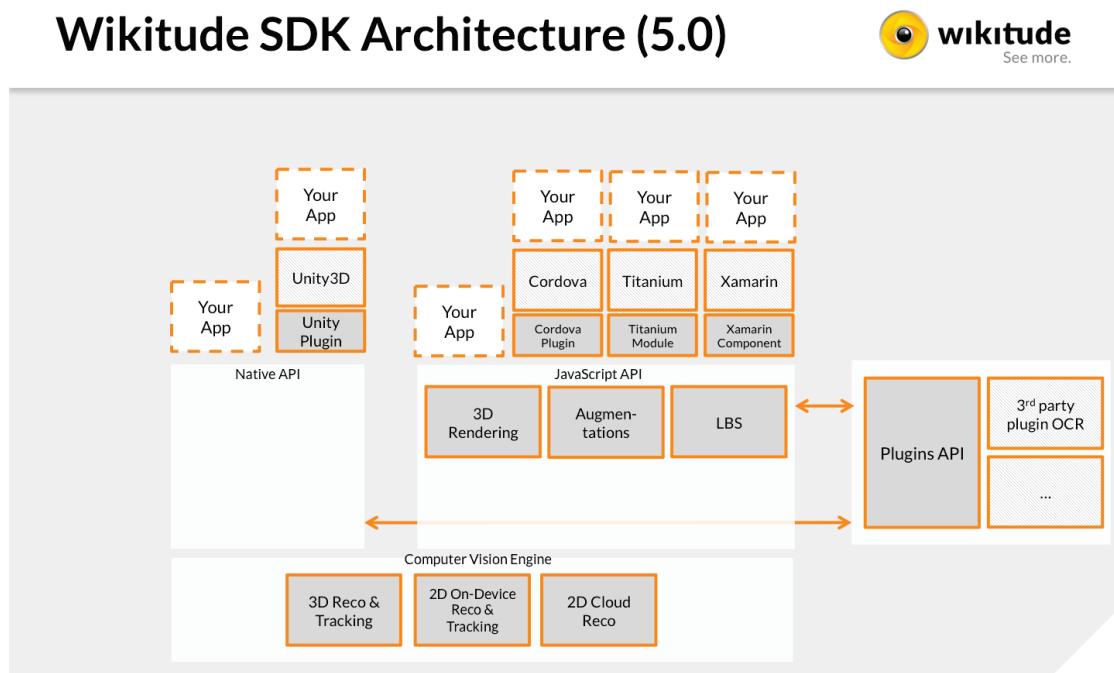 Wikitude SDK Architecture (5.0)
wikitude
See more.
Your
App
Your
App
Your
App
Your
App
Unity3D
Cordova
Titanium
Xamarin
Your
App
Your
App
Unity
Plugin
Cordova
Plugin
Titanium
Module
Xamarin
Component
Native API
JavaScript API
3D
Rendering
Augmen-
tations
LBS
Plugins API
3rd party
plugin OCR
...
Computer Vision Engine
3D Reco &
Tracking
2D On-Device
Reco &
Tracking
2D Cloud
Reco